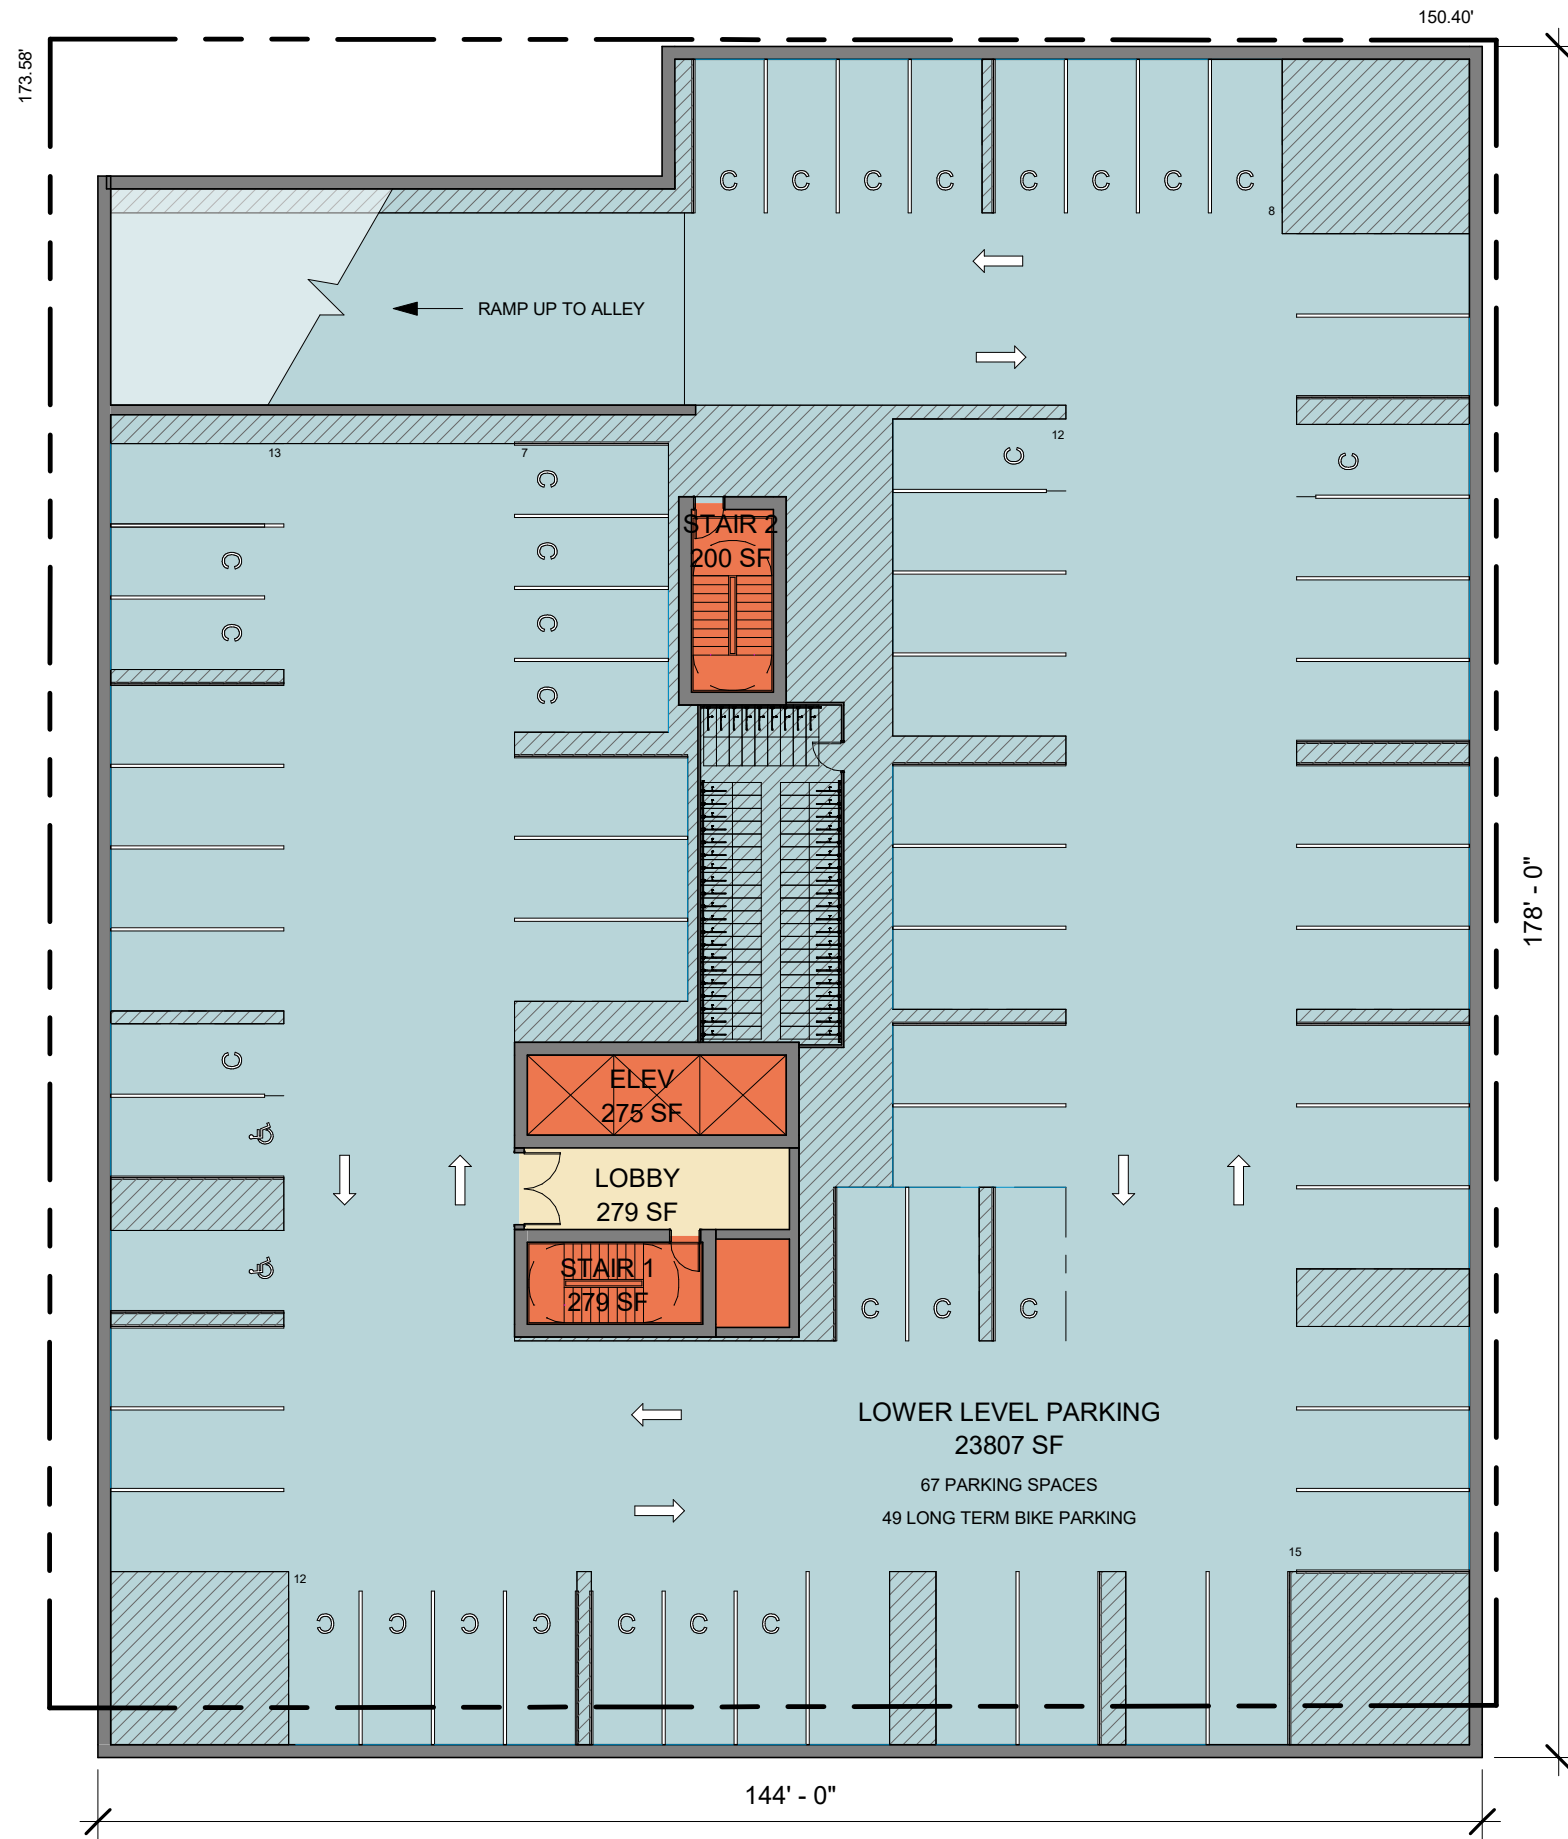 150.40'
173.58'
C C C C C C C C
8
RAMP UP TO ALLEY
13
7
12
C
C
C
STAIR 2
200 SF
C
C
C
C
C
178' - 0"
C
ELEV
275 SF
LOBBY
279 SF
STAIR 1
279 SF
C C C
LOWER LEVEL PARKING
23807 SF
67 PARKING SPACES
49 LONG TERM BIKE PARKING
15
12
C C C C C C C
144' - 0"